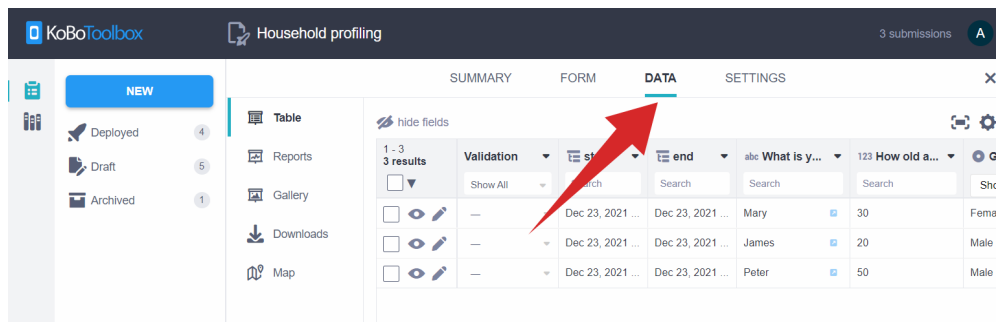 KoBoToolbox
Household profiling
3 submissions
A
NEW
Deployed 4
Draft 5
Archived 1
SUMMARY FORM DATA SETTINGS
Table
Reports
Gallery
Downloads
Map
hide fields
1 - 3
3 results
Validation end abc What is y... 123 How old a...
Show All Search Search Search
— Dec 23, 2021 ... Dec 23, 2021 ... Mary 30
— Dec 23, 2021 ... Dec 23, 2021 ... James 20 Male
— Dec 23, 2021 ... Dec 23, 2021 ... Peter 50 Male